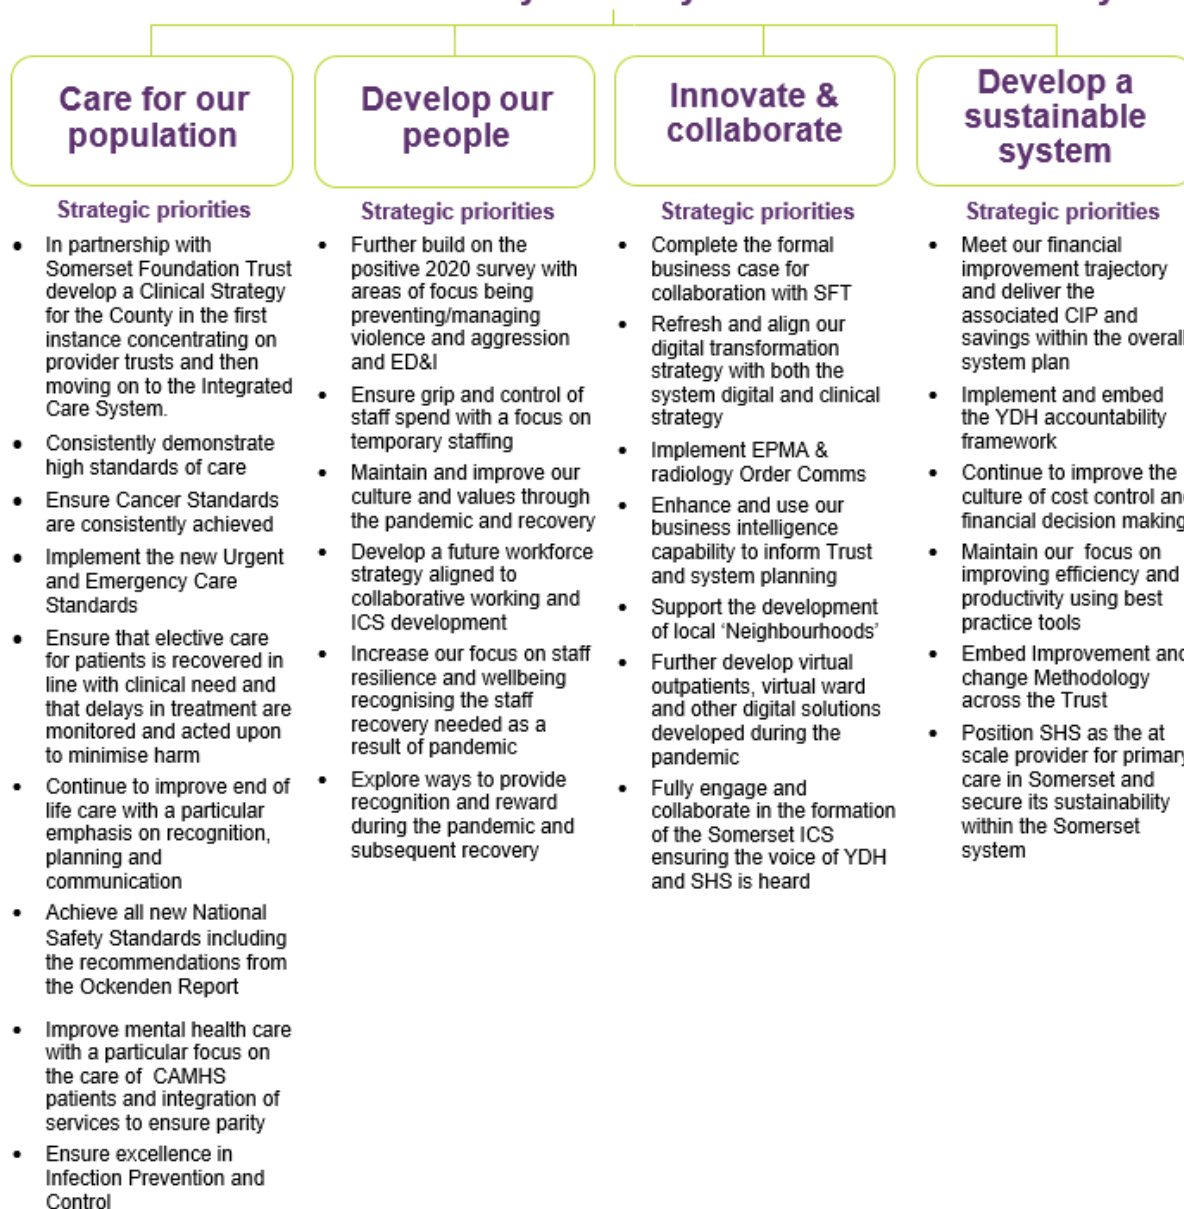 Care for our
population
Strategic priorities
• In partnership with
Somerset Foundation Trust
develop a Clinical Strategy
for the County in the first
instance concentrating on
provider trusts and then
moving on to the Integrated
Care System.
• Consistently demonstrate
high standards of care
• Ensure Cancer Standards
are consistently achieved
• Implement the new Urgent
and Emergency Care
Standards
• Ensure that elective care
for patients is recovered in
line with clinical need and
that delays in treatment are
monitored and acted upon
to minimise harm
• Continue to improve end of
life care with a particular
emphasis on recognition,
planning and
communication
• Achieve all new National
Safety Standards including
the recommendations from
the Ockenden Report
• Improve mental health care
with a particular focus on
the care of CAMHS
patients and integration of
services to ensure parity
• Ensure excellence in
Infection Prevention and
Control
Develop our
people
Strategic priorities
• Further build on the
positive 2020 survey with
areas of focus being
preventing/managing
violence and aggression
and ED&I
• Ensure grip and control of
staff spend with a focus on
temporary staffing
• Maintain and improve our
culture and values through
the pandemic and recovery
• Develop a future workforce
strategy aligned to
collaborative working and
ICS development
• Increase our focus on staff
resilience and wellbeing
recognising the staff
recovery needed as a
result of pandemic
• Explore ways to provide
recognition and reward
during the pandemic and
subsequent recovery
Innovate &
collaborate
Strategic priorities
• Complete the formal
business case for
collaboration with SFT
• Refresh and align our
digital transformation
strategy with both the
system digital and clinical
strategy
• Implement EPMA &
radiology Order Comms
• Enhance and use our
business intelligence
capability to inform Trust
and system planning
• Support the development
of local ‘Neighbourhoods’
• Further develop virtual
outpatients, virtual ward
and other digital solutions
developed during the
pandemic
• Fully engage and
collaborate in the formation
of the Somerset ICS
ensuring the voice of YDH
and SHS is heard
Develop a
sustainable
system
Strategic priorities
• Meet our financial
improvement trajectory
and deliver the
associated CIP and
savings within the overall
system plan
• Implement and embed
the YDH accountability
framework
• Continue to improve the
culture of cost control and
financial decision making
• Maintain our focus on
improving efficiency and
productivity using best
practice tools
• Embed Improvement and
change Methodology
across the Trust
• Position SHS as the at
scale provider for primary
care in Somerset and
secure its sustainability
within the Somerset
system